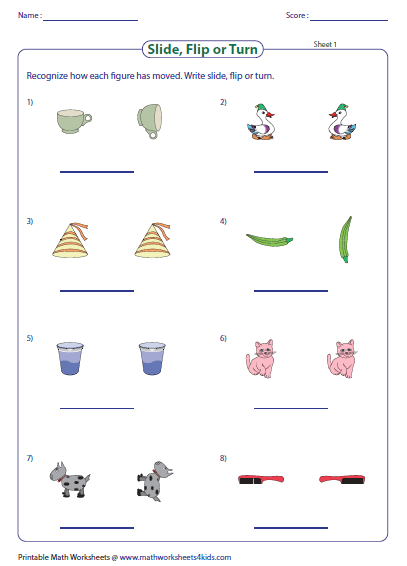 Name :
Score :
Slide, Flip or Turn
Sheet 1
Recognize how each figure has moved. Write slide, flip or turn.
1)
2)
3)
4)
5)
6)
7)
8)
Printable Math Worksheets @ www.mathworksheets4kids.com